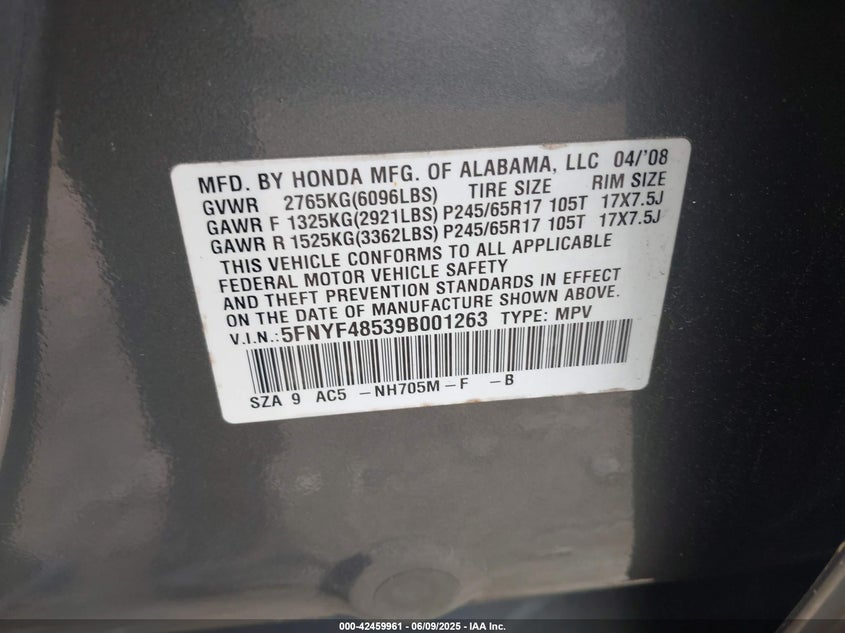 MFD. BY HONDA MFG. OF ALABAMA, LLC 04/'08
GVWR 2765KG(6096LBS) TIRE SIZE RIM SIZE
GAWR F 1325KG(2921LBS) P245/65R17 105T 17X7.5J
GAWR R 1525KG(3362LBS) P245/65R17 105T 17X7.5J
THIS VEHICLE CONFORMS TO ALL APPLICABLE
FEDERAL MOTOR VEHICLE SAFETY
AND THEFT PREVENTION STANDARDS IN EFFECT
ON THE DATE OF MANUFACTURE SHOWN ABOVE.
V.I.N.:5FNYF48539B001263 TYPE: MPV
SZA 9 AC5 -NH705M-F -B
000-42459961 | 06/09/2025 - IAA Inc.